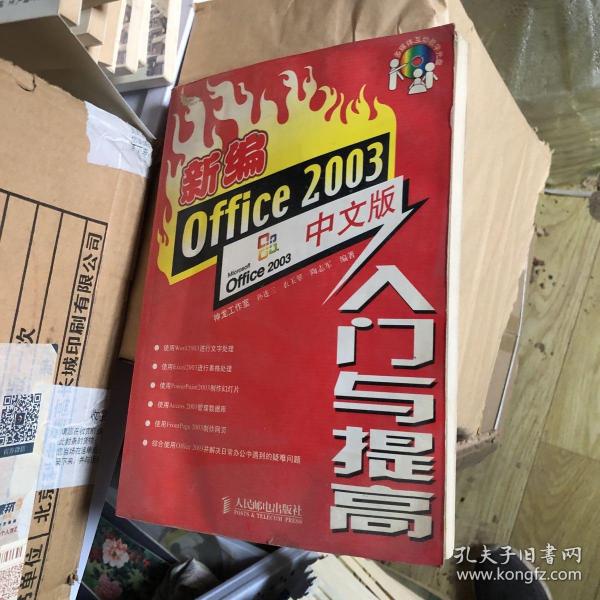 新编
Office 2003
中文版
Microsoft
Office 2003
入门与提高
神龙工作室
编著
使用Word 2003进行文字处理
使用Excel 2003进行表格处理
使用PowerPoint 2003制作幻灯片
使用Access 2003管理数据库
使用FrontPage 2003制作网页
综合使用Office 2003并解决日常办公中遇到的疑难问题
人民邮电出版社
POSTS & TELECOM PRESS
长城印刷有限公司
孔夫子旧书网
www.kongfz.com